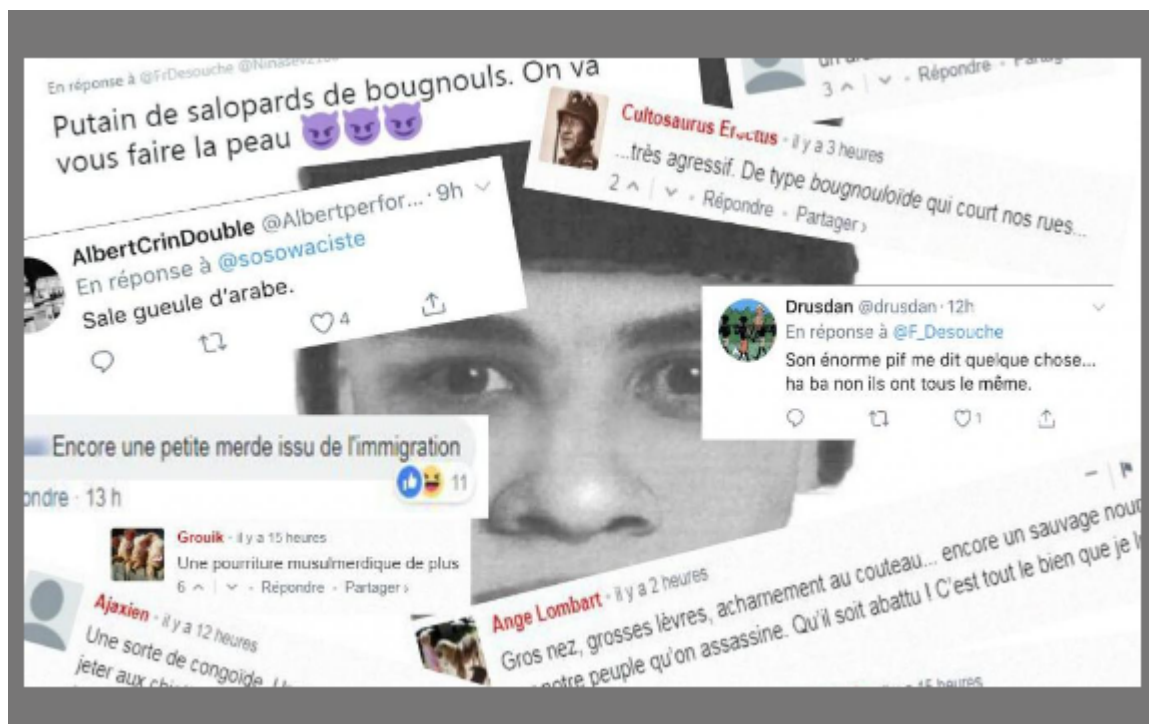 En réponse à @FrDesouche
Putain de salopards de bougnouls. On va
vous faire la peau 😈😈😈
3
Répondre
Cultosaurus Erectus · il y a 3 heures
...très agressif. De type bougnouloïde qui court nos rues...
2 Répondre Partager ›
AlbertCrinDouble @Albertperfor... · 9h
En réponse à @sosowaciste
Sale gueule d'arabe.
4
Drusdan @drusdan · 12h
En réponse à @F_Desouche
Son énorme pif me dit quelque chose...
ha ba non ils ont tous le même.
1
Encore une petite merde issu de l'immigration
11
ondre · 13 h
Grouik · il y a 15 heures
Une pourriture musulmerdique de plus
6 Répondre Partager ›
Ajaxien · il y a 12 heures
Une sorte de congoïde.
jeter aux
Ange Lombart · il y a 2 heures
Gros nez, grosses lèvres, acharnement au couteau... encore un sauvage
notre peuple qu'on assassine. Qu'il soit abattu ! C'est tout le bien que je
heures